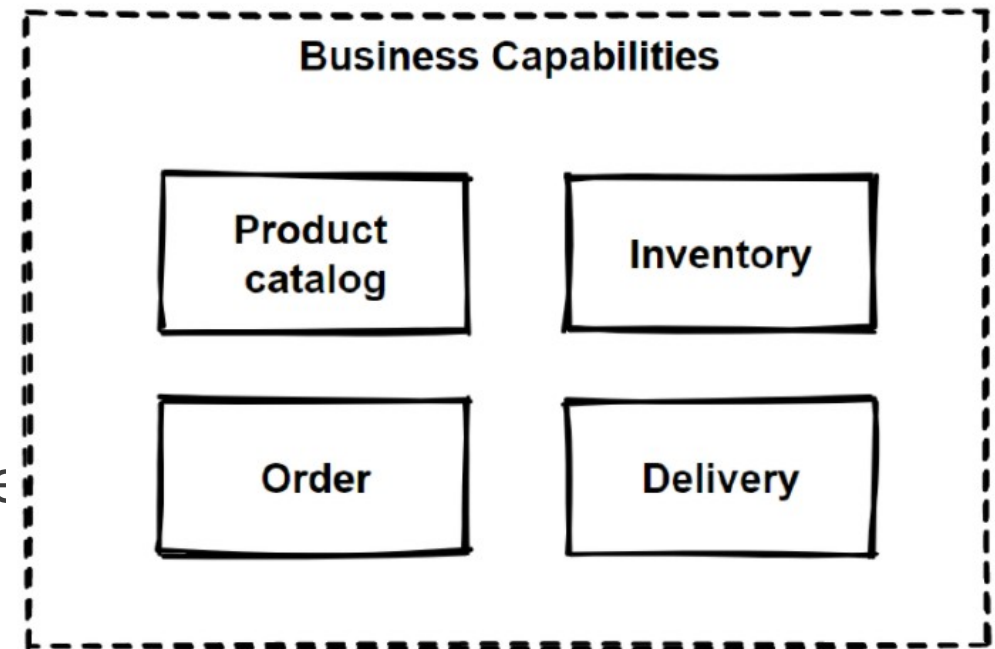 Business Capabilities
Product
catalog
Inventory
Order
Delivery